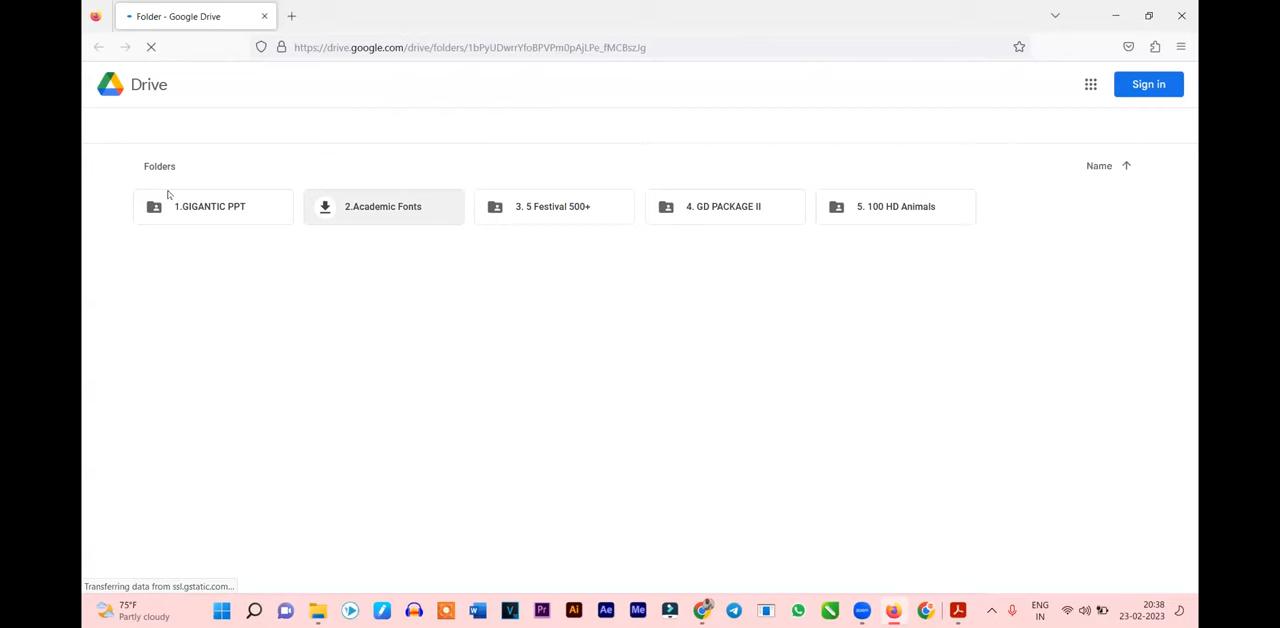 Folder - Google Drive
https://drive.google.com/drive/folders/1bPyUDwrrYfoBPVPm0pAjLPe_fMCBszJg
Drive
Sign in
Folders
Name
1.GIGANTIC PPT
2.Academic Fonts
3. 5 Festival 500+
4. GD PACKAGE II
5. 100 HD Animals
Transferring data from ssl.gstatic.com...
75°F
Partly cloudy
ENG
IN
20:38
23-02-2023